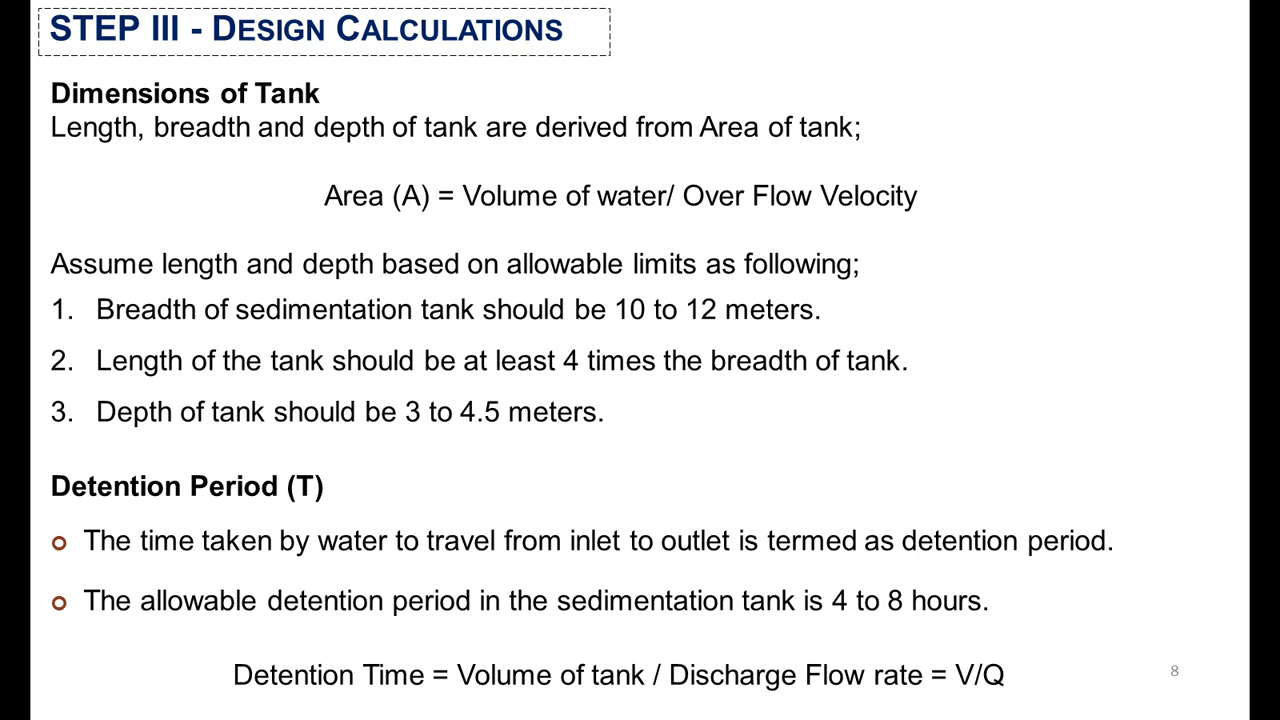 STEP III - DESIGN CALCULATIONS
Dimensions of Tank
Length, breadth and depth of tank are derived from Area of tank;
Area (A) = Volume of water/ Over Flow Velocity
Assume length and depth based on allowable limits as following;
1. Breadth of sedimentation tank should be 10 to 12 meters.
2. Length of the tank should be at least 4 times the breadth of tank.
3. Depth of tank should be 3 to 4.5 meters.
Detention Period (T)
The time taken by water to travel from inlet to outlet is termed as detention period.
The allowable detention period in the sedimentation tank is 4 to 8 hours.
Detention Time = Volume of tank / Discharge Flow rate = V/Q
8